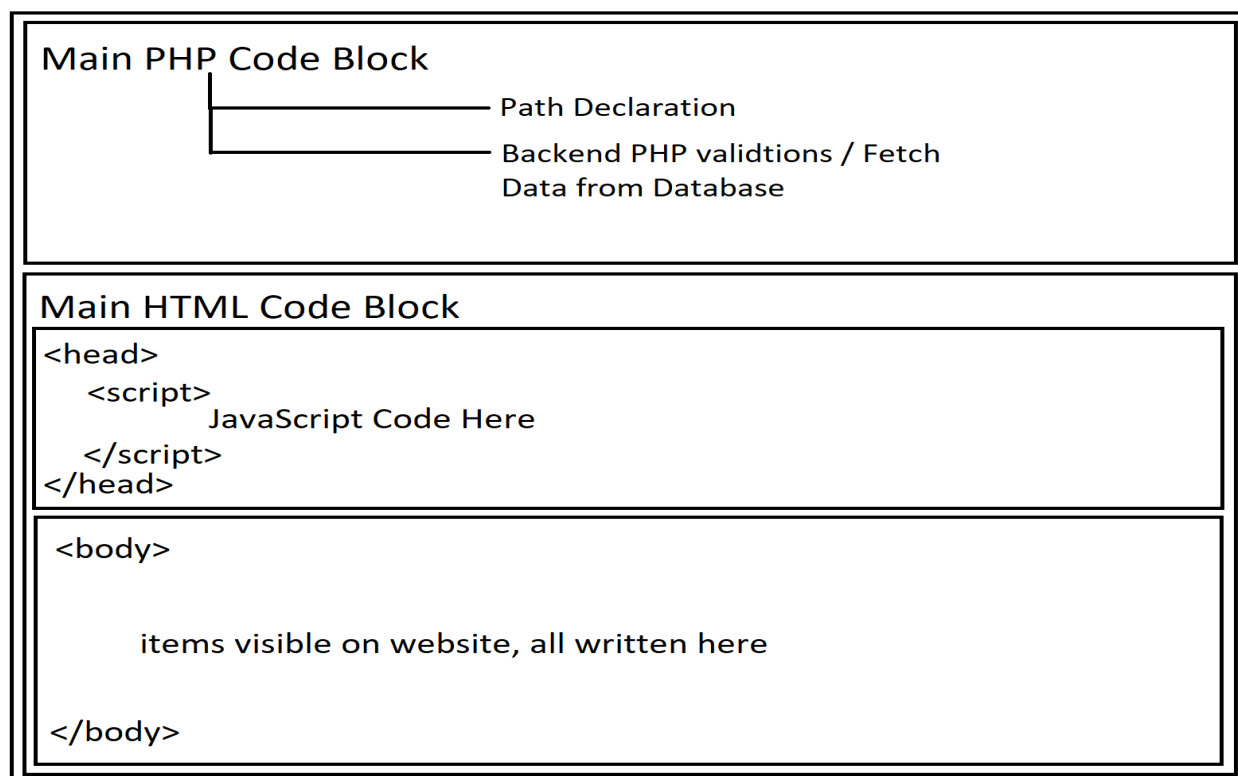 Main PHP Code Block
Path Declaration
Backend PHP validtions / Fetch
Data from Database
Main HTML Code Block
<head>
<script>
JavaScript Code Here
</script>
</head>
<body>
items visible on website, all written here
</body>